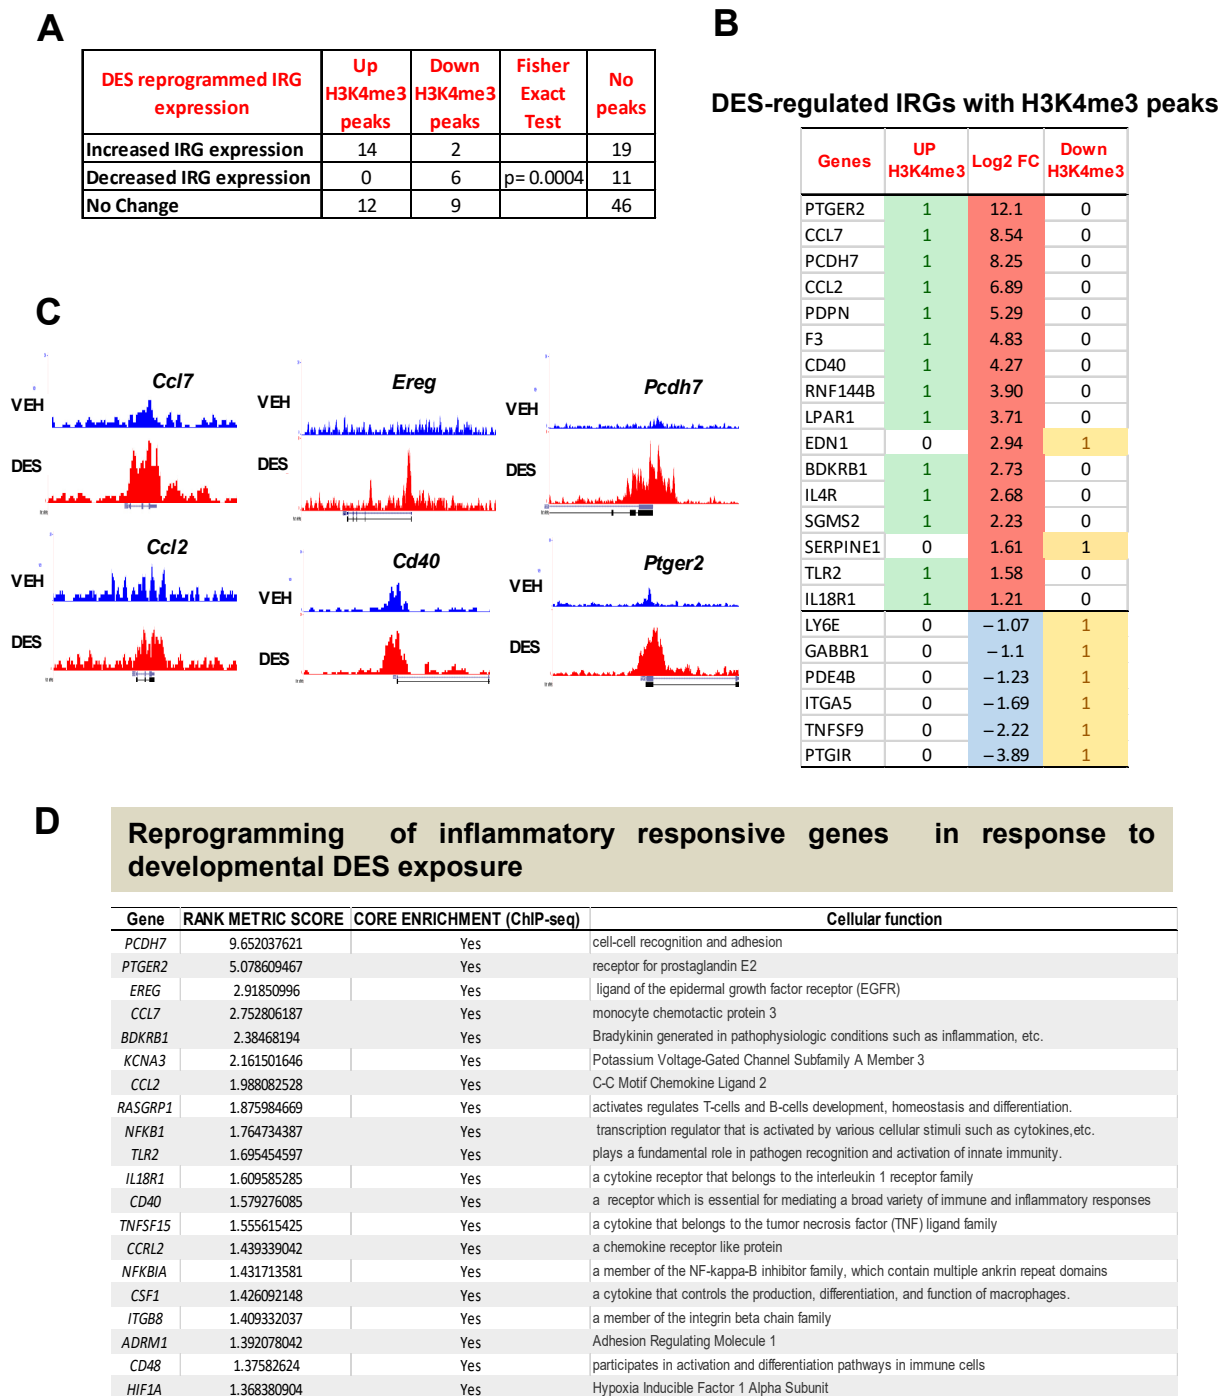 A
DES reprogrammed IRG expression | Up H3K4me3 peaks | Down H3K4me3 peaks | Fisher Exact Test | No peaks
Increased IRG expression | 14 | 2 | | 19
Decreased IRG expression | 0 | 6 | p= 0.0004 | 11
No Change | 12 | 9 | | 46
B
DES-regulated IRGs with H3K4me3 peaks
Genes | UP H3K4me3 | Log2 FC | Down H3K4me3
PTGER2 | 1 | 12.1 | 0
CCL7 | 1 | 8.54 | 0
PCDH7 | 1 | 8.25 | 0
CCL2 | 1 | 6.89 | 0
PDPN | 1 | 5.29 | 0
F3 | 1 | 4.83 | 0
CD40 | 1 | 4.27 | 0
RNF144B | 1 | 3.90 | 0
LPAR1 | 1 | 3.71 | 0
EDN1 | 0 | 2.94 | 1
BDKRB1 | 1 | 2.73 | 0
IL4R | 1 | 2.68 | 0
SGMS2 | 1 | 2.23 | 0
SERPINE1 | 0 | 1.61 | 1
TLR2 | 1 | 1.58 | 0
IL18R1 | 1 | 1.21 | 0
LY6E | 0 | −1.07 | 1
GABBR1 | 0 | −1.1 | 1
PDE4B | 0 | −1.23 | 1
ITGA5 | 0 | −1.69 | 1
TNFSF9 | 0 | −2.22 | 1
PTGIR | 0 | −3.89 | 1
C
Ccl7
VEH
DES
Ereg
VEH
DES
Pcdh7
VEH
DES
Ccl2
VEH
DES
Cd40
VEH
DES
Ptger2
VEH
DES
D
Reprogramming of inflammatory responsive genes in response to
developmental DES exposure
Gene | RANK METRIC SCORE | CORE ENRICHMENT (ChIP-seq) | Cellular function
PCDH7 | 9.652037621 | Yes | cell-cell recognition and adhesion
PTGER2 | 5.078609467 | Yes | receptor for prostaglandin E2
EREG | 2.91850996 | Yes | ligand of the epidermal growth factor receptor (EGFR)
CCL7 | 2.752806187 | Yes | monocyte chemotactic protein 3
BDKRB1 | 2.38468194 | Yes | Bradykinin generated in pathophysiologic conditions such as inflammation, etc.
KCNA3 | 2.161501646 | Yes | Potassium Voltage-Gated Channel Subfamily A Member 3
CCL2 | 1.988082528 | Yes | C-C Motif Chemokine Ligand 2
RASGRP1 | 1.875984669 | Yes | activates regulates T-cells and B-cells development, homeostasis and differentiation.
NFKB1 | 1.764734387 | Yes | transcription regulator that is activated by various cellular stimuli such as cytokines,etc.
TLR2 | 1.695454597 | Yes | plays a fundamental role in pathogen recognition and activation of innate immunity.
IL18R1 | 1.609585285 | Yes | a cytokine receptor that belongs to the interleukin 1 receptor family
CD40 | 1.579276085 | Yes | a receptor which is essential for mediating a broad variety of immune and inflammatory responses
TNFSF15 | 1.555615425 | Yes | a cytokine that belongs to the tumor necrosis factor (TNF) ligand family
CCRL2 | 1.439339042 | Yes | a chemokine receptor like protein
NFKBIA | 1.431713581 | Yes | a member of the NF-kappa-B inhibitor family, which contain multiple ankrin repeat domains
CSF1 | 1.426092148 | Yes | a cytokine that controls the production, differentiation, and function of macrophages.
ITGB8 | 1.409332037 | Yes | a member of the integrin beta chain family
ADRM1 | 1.392078042 | Yes | Adhesion Regulating Molecule 1
CD48 | 1.37582624 | Yes | participates in activation and differentiation pathways in immune cells
HIF1A | 1.368380904 | Yes | Hypoxia Inducible Factor 1 Alpha Subunit